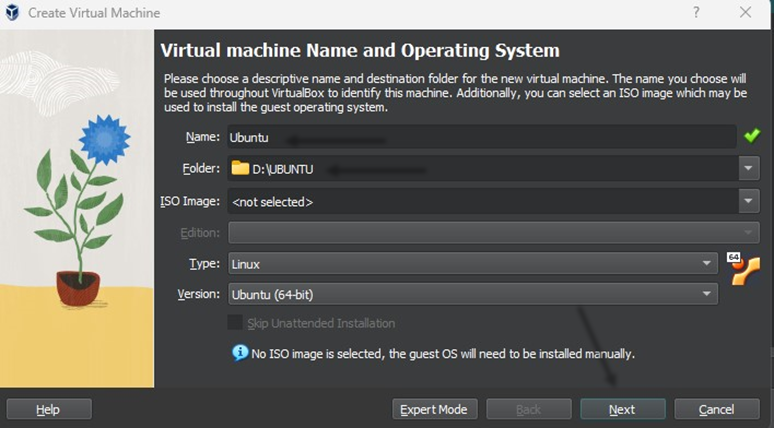 Create Virtual Machine
?
Virtual machine Name and Operating System
Please choose a descriptive name and destination folder for the new virtual machine. The name you choose will
be used throughout VirtualBox to identify this machine. Additionally, you can select an ISO image which may be
used to install the guest operating system.
Name: Ubuntu
Folder: D:\UBUNTU
ISO Image: <not selected>
Edition:
Type: Linux
64
Version: Ubuntu (64-bit)
Skip Unattended Installation
No ISO image is selected, the guest OS will need to be installed manually.
Help Expert Mode Back Next Cancel